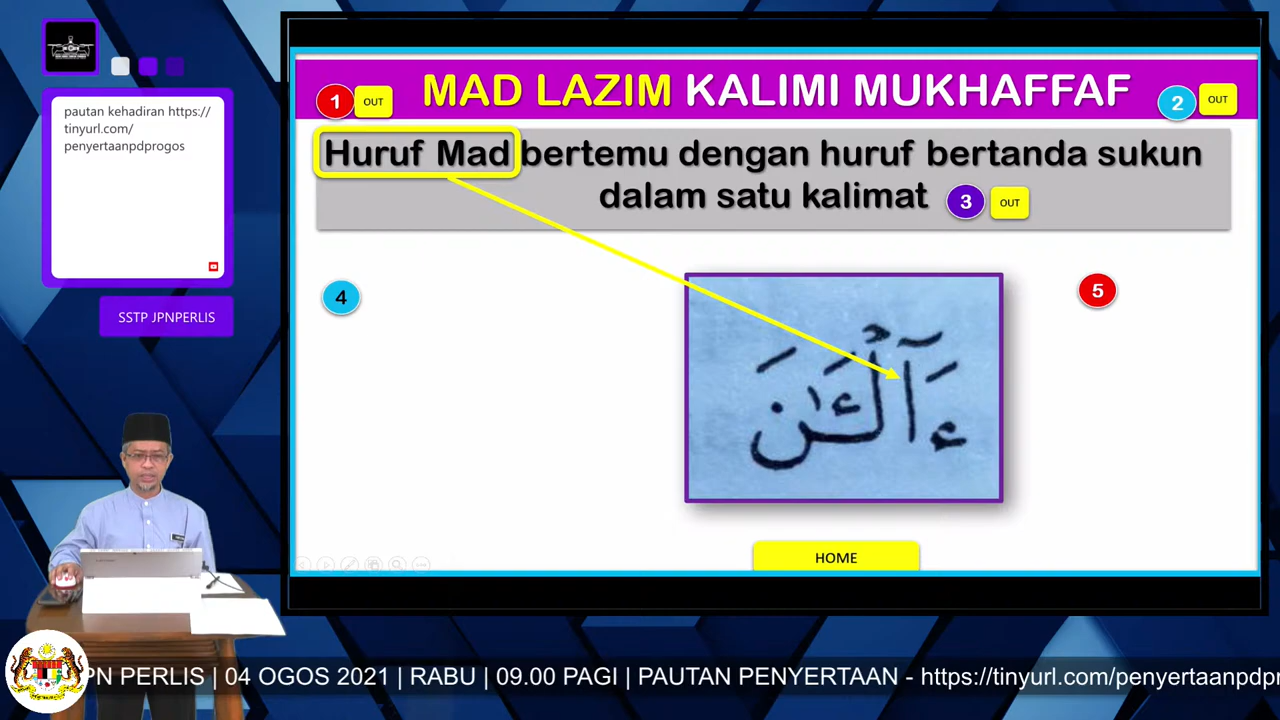 pautan kehadiran https://
tinyurl.com/
penyertaanpdprogos
SSTP JPNPERLIS
1 OUT MAD LAZIM KALIMI MUKHAFFAF 2 OUT
Huruf Mad bertemu dengan huruf bertanda sukun
dalam satu kalimat 3 OUT
4
5
ءَآلْـَٰٔنَ
HOME
PN PERLIS | 04 OGOS 2021 | RABU | 09.00 PAGI | PAUTAN PENYERTAAN - https://tinyurl.com/penyertaanpdpr